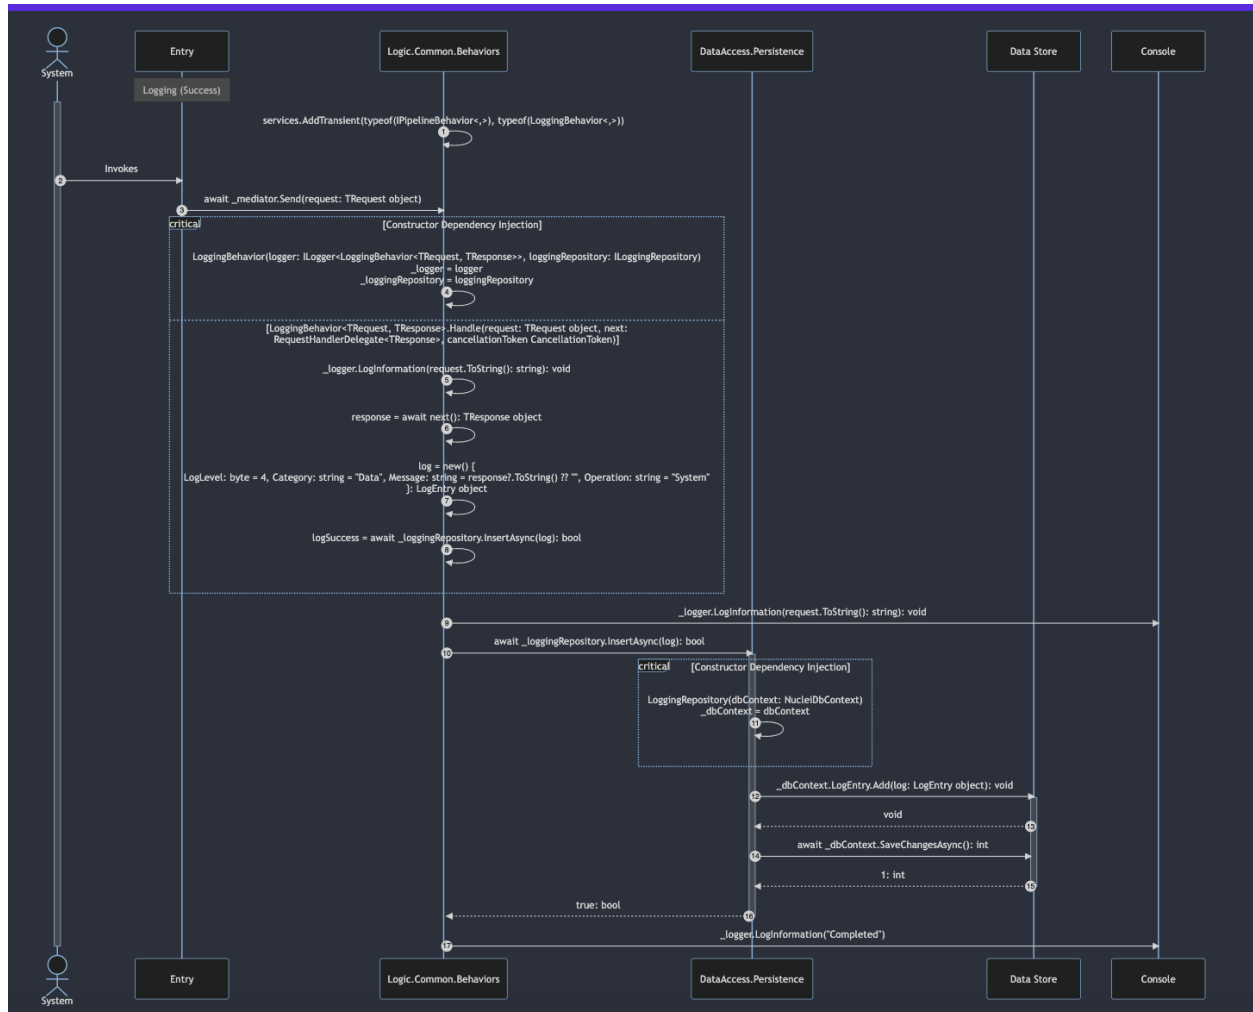 System
Entry
Logic.Common.Behaviors
DataAccess.Persistence
Data Store
Console
Logging (Success)
services.AddTransient(typeof(IPipelineBehavior<,>), typeof(LoggingBehavior<,>))
1
Invokes
2
await _mediator.Send(request: TRequest object)
3
critical
[Constructor Dependency Injection]
LoggingBehavior(logger: ILogger<LoggingBehavior<TRequest, TResponse>>, loggingRepository: ILoggingRepository)
_logger = logger
_loggingRepository = loggingRepository
4
[LoggingBehavior<TRequest, TResponse>.Handle(request: TRequest object, next:
RequestHandlerDelegate<TResponse>, cancellationToken CancellationToken)]
_logger.LogInformation(request.ToString(): string): void
5
response = await next(): TResponse object
6
log = new() {
LogLevel: byte = 4, Category: string = "Data", Message: string = response?.ToString() ?? "", Operation: string = "System"
}: LogEntry object
7
logSuccess = await _loggingRepository.InsertAsync(log): bool
8
_logger.LogInformation(request.ToString(): string): void
9
await _loggingRepository.InsertAsync(log): bool
10
critical
[Constructor Dependency Injection]
LoggingRepository(dbContext: NucleiDbContext)
_dbContext = dbContext
11
_dbContext.LogEntry.Add(log: LogEntry object): void
12
void
13
await _dbContext.SaveChangesAsync(): int
14
1: int
15
true: bool
16
_logger.LogInformation("Completed")
17
System
Entry
Logic.Common.Behaviors
DataAccess.Persistence
Data Store
Console